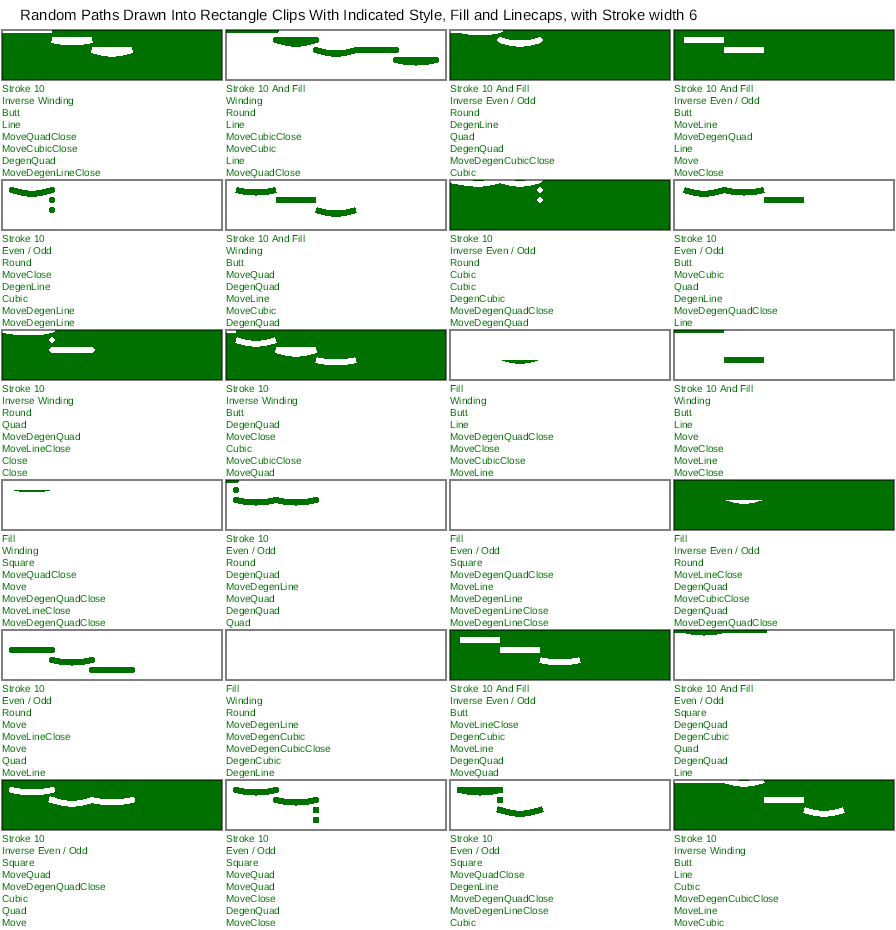 Random Paths Drawn Into Rectangle Clips With Indicated Style, Fill and Linecaps, with Stroke width 6
Stroke 10
Inverse Winding
Butt
Line
MoveQuadClose
MoveCubicClose
DegenQuad
MoveDegenLineClose
Stroke 10 And Fill
Winding
Round
Line
MoveCubicClose
MoveCubic
Line
MoveQuadClose
Stroke 10 And Fill
Inverse Even / Odd
Round
DegenLine
Quad
DegenQuad
MoveDegenCubicClose
Cubic
Stroke 10 And Fill
Inverse Even / Odd
Butt
MoveLine
MoveDegenQuad
Line
Move
MoveClose
Stroke 10
Even / Odd
Round
MoveClose
DegenLine
Cubic
MoveDegenLine
MoveDegenLine
Stroke 10 And Fill
Winding
Butt
MoveQuad
DegenQuad
MoveLine
MoveCubic
DegenQuad
Stroke 10
Inverse Even / Odd
Round
Cubic
Cubic
DegenCubic
MoveDegenQuadClose
MoveDegenQuad
Stroke 10
Even / Odd
Butt
MoveCubic
Quad
DegenLine
MoveDegenQuadClose
Line
Stroke 10
Inverse Winding
Round
Quad
MoveDegenQuad
MoveLineClose
Close
Close
Stroke 10
Inverse Winding
Butt
DegenQuad
MoveClose
Cubic
MoveCubicClose
MoveQuad
Fill
Winding
Butt
Line
MoveDegenQuadClose
MoveClose
MoveCubicClose
MoveLine
Stroke 10 And Fill
Winding
Butt
Line
Move
MoveClose
MoveLine
MoveClose
Fill
Winding
Square
MoveQuadClose
Move
MoveDegenQuadClose
MoveLineClose
MoveDegenQuadClose
Stroke 10
Even / Odd
Round
DegenQuad
MoveDegenLine
MoveQuad
DegenQuad
Quad
Fill
Even / Odd
Square
MoveDegenQuadClose
MoveLine
MoveDegenLine
MoveDegenLineClose
MoveDegenLineClose
Fill
Inverse Even / Odd
Round
MoveLineClose
DegenQuad
MoveCubicClose
DegenQuad
MoveDegenQuadClose
Stroke 10
Even / Odd
Round
Move
MoveLineClose
Move
Quad
MoveLine
Fill
Winding
Round
MoveDegenLine
MoveDegenCubic
MoveDegenCubicClose
DegenCubic
DegenLine
Stroke 10 And Fill
Inverse Even / Odd
Butt
MoveLineClose
DegenCubic
MoveLine
DegenQuad
MoveQuad
Stroke 10 And Fill
Even / Odd
Square
DegenQuad
DegenCubic
Quad
DegenQuad
Line
Stroke 10
Inverse Even / Odd
Square
MoveQuad
MoveDegenQuadClose
Cubic
Quad
Move
Stroke 10
Even / Odd
Square
MoveQuad
MoveQuad
MoveClose
DegenQuad
MoveClose
Stroke 10
Even / Odd
Square
MoveQuadClose
DegenLine
MoveDegenQuadClose
MoveDegenLineClose
Cubic
Stroke 10
Inverse Winding
Butt
Line
Cubic
MoveDegenCubicClose
MoveLine
MoveCubic